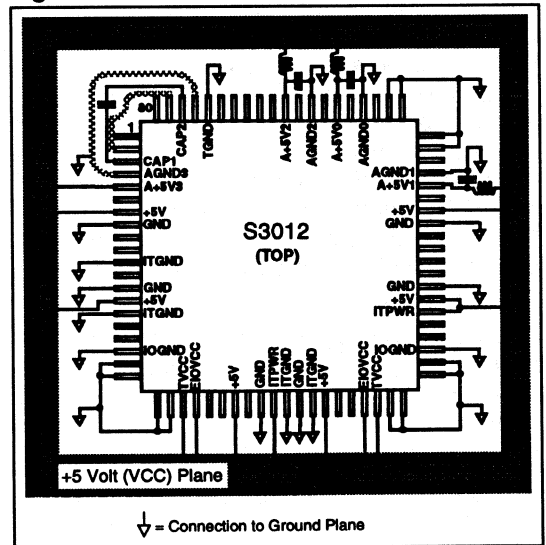 80
1
CAP2
TGND
A+5V2
AGND2
A+5V0
AGND0
CAP1
AGND3
A+5V3
+5V
GND
ITGND
GND
+5V
ITGND
IOGND
AGND1
A+5V1
+5V
GND
GND
+5V
ITPWR
IOGND
S3012
(TOP)
TVCC
EIOVCC
+5V
GND
ITPWR
ITGND
GND
ITGND
+5V
EIOVCC
TVCC
+5 Volt (VCC) Plane
= Connection to Ground Plane